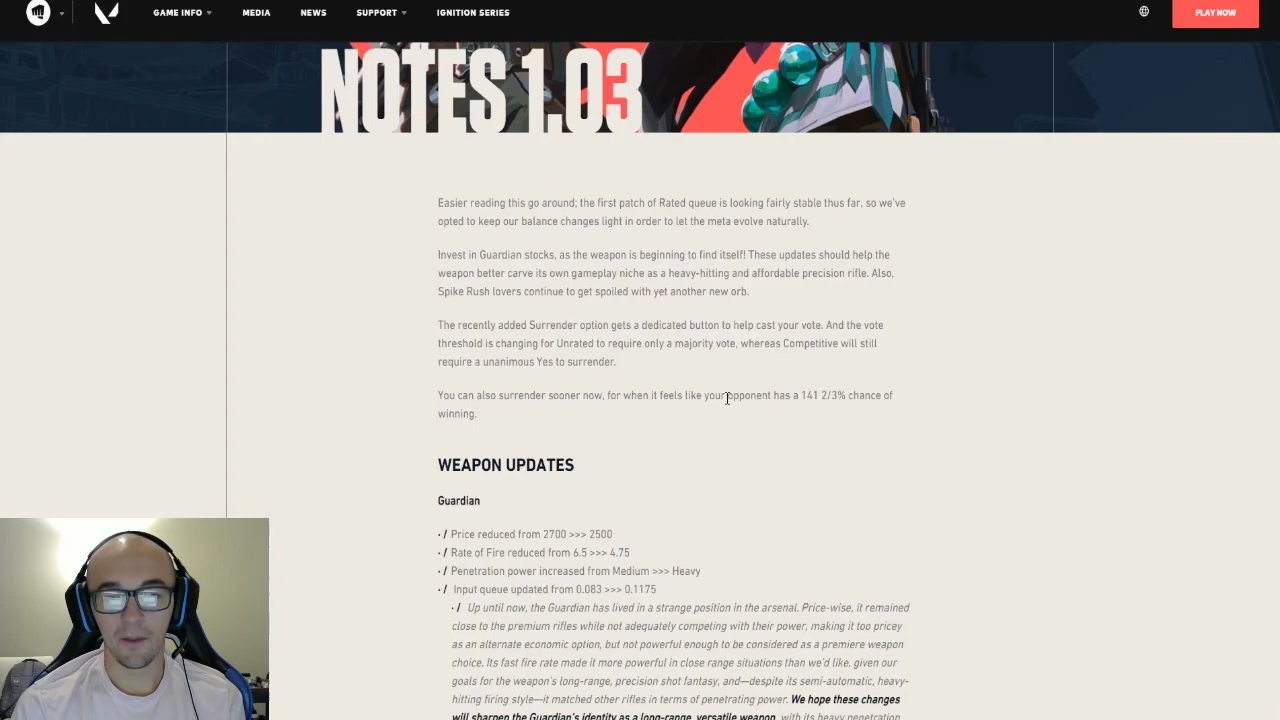 GAME INFO MEDIA NEWS SUPPORT IGNITION SERIES PLAY NOW
NOTES 1.03
Easier reading this go around; the first patch of Rated queue is looking fairly stable thus far, so we've
opted to keep our balance changes light in order to let the meta evolve naturally.
Invest in Guardian stocks, as the weapon is beginning to find itself! These updates should help the
weapon better carve its own gameplay niche as a heavy-hitting and affordable precision rifle. Also,
Spike Rush lovers continue to get spoiled with yet another new orb.
The recently added Surrender option gets a dedicated button to help cast your vote. And the vote
threshold is changing for Unrated to require only a majority vote, whereas Competitive will still
require a unanimous Yes to surrender.
You can also surrender sooner now, for when it feels like your opponent has a 141 2/3% chance of
winning.
WEAPON UPDATES
Guardian
· / Price reduced from 2700 >>> 2500
· / Rate of Fire reduced from 6.5 >>> 4.75
· / Penetration power increased from Medium >>> Heavy
· / Input queue updated from 0.083 >>> 0.1175
· / Up until now, the Guardian has lived in a strange position in the arsenal. Price-wise, it remained
close to the premium rifles while not adequately competing with their power, making it too pricey
as an alternate economic option, but not powerful enough to be considered as a premiere weapon
choice. Its fast fire rate made it more powerful in close range situations than we'd like, given our
goals for the weapon's long-range, precision shot fantasy, and—despite its semi-automatic, heavy-
hitting firing style—it matched other rifles in terms of penetrating power. We hope these changes
will sharpen the Guardian's identity as a long-range, versatile weapon, with its heavy penetration